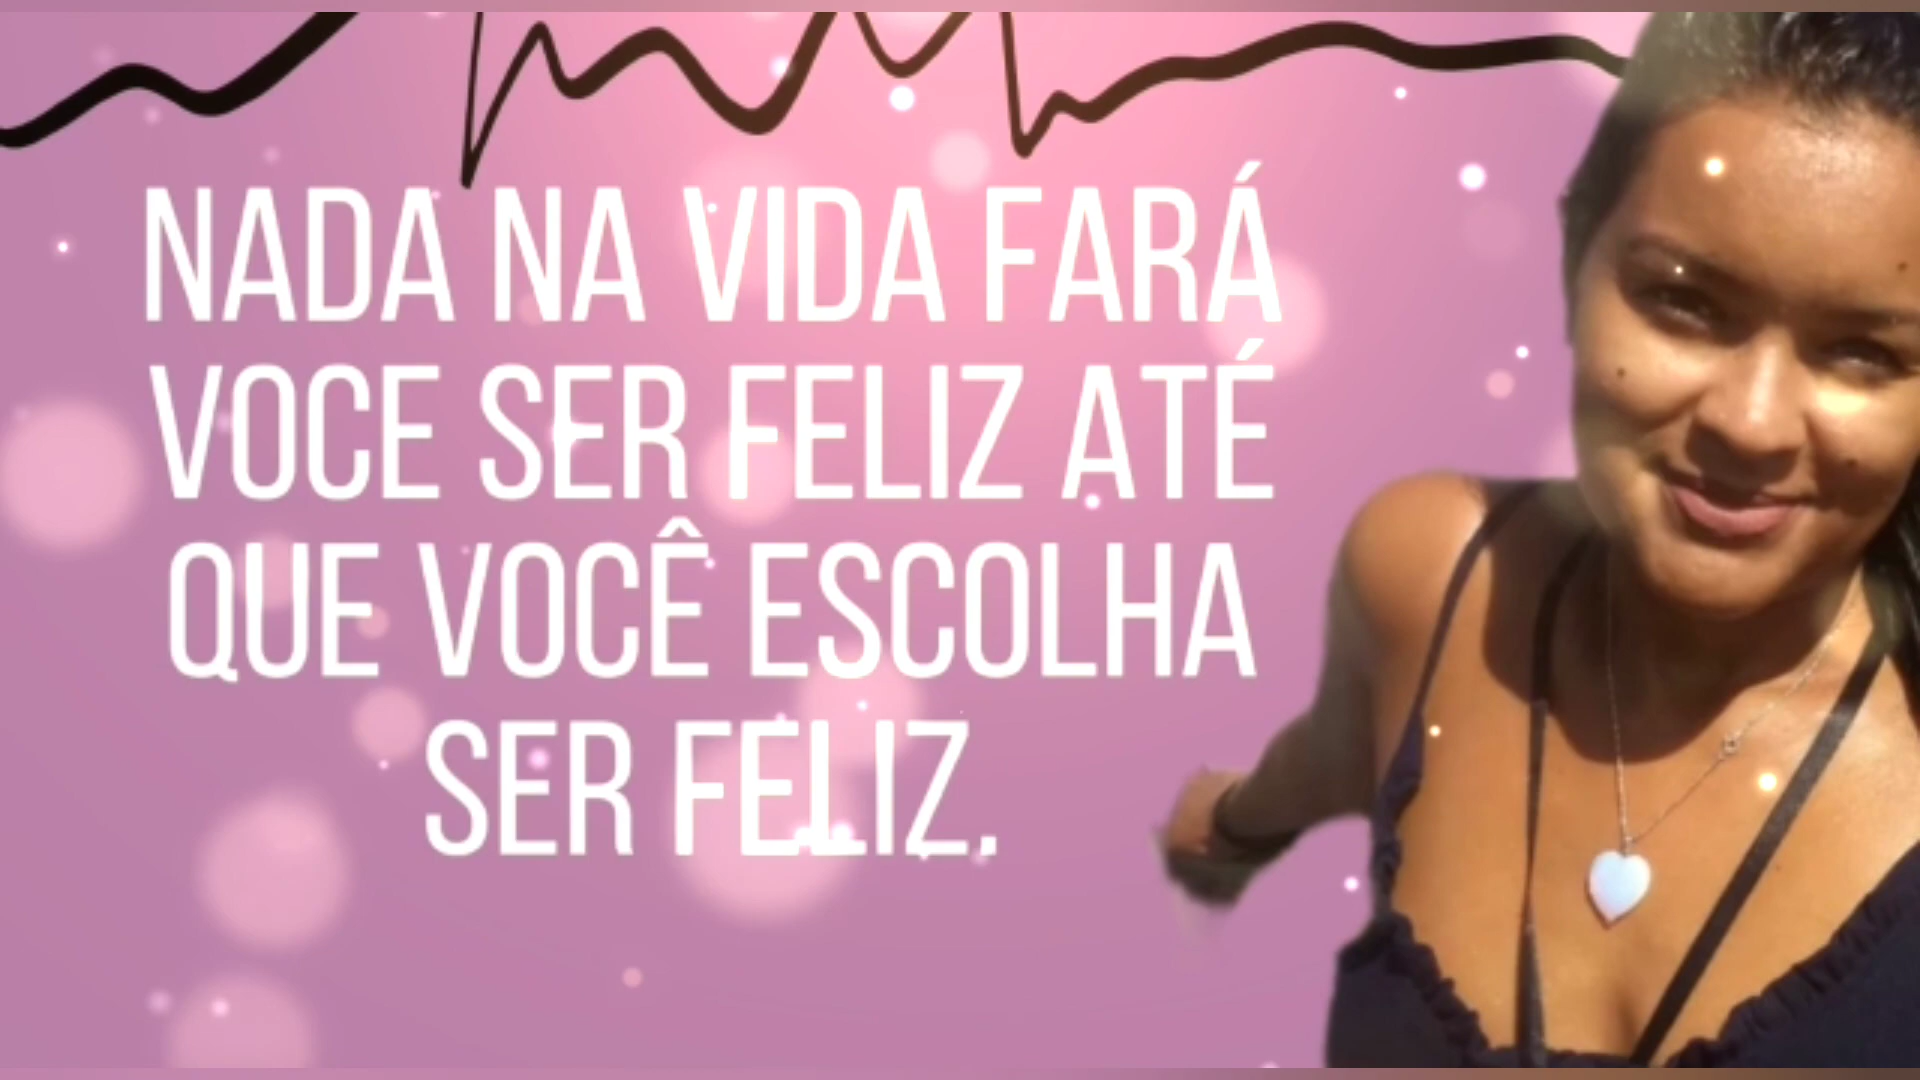 NADA NA VIDA FARÁ
VOCE SER FELIZ ATÉ
QUE VOCÊ ESCOLHA
SER FELIZ.